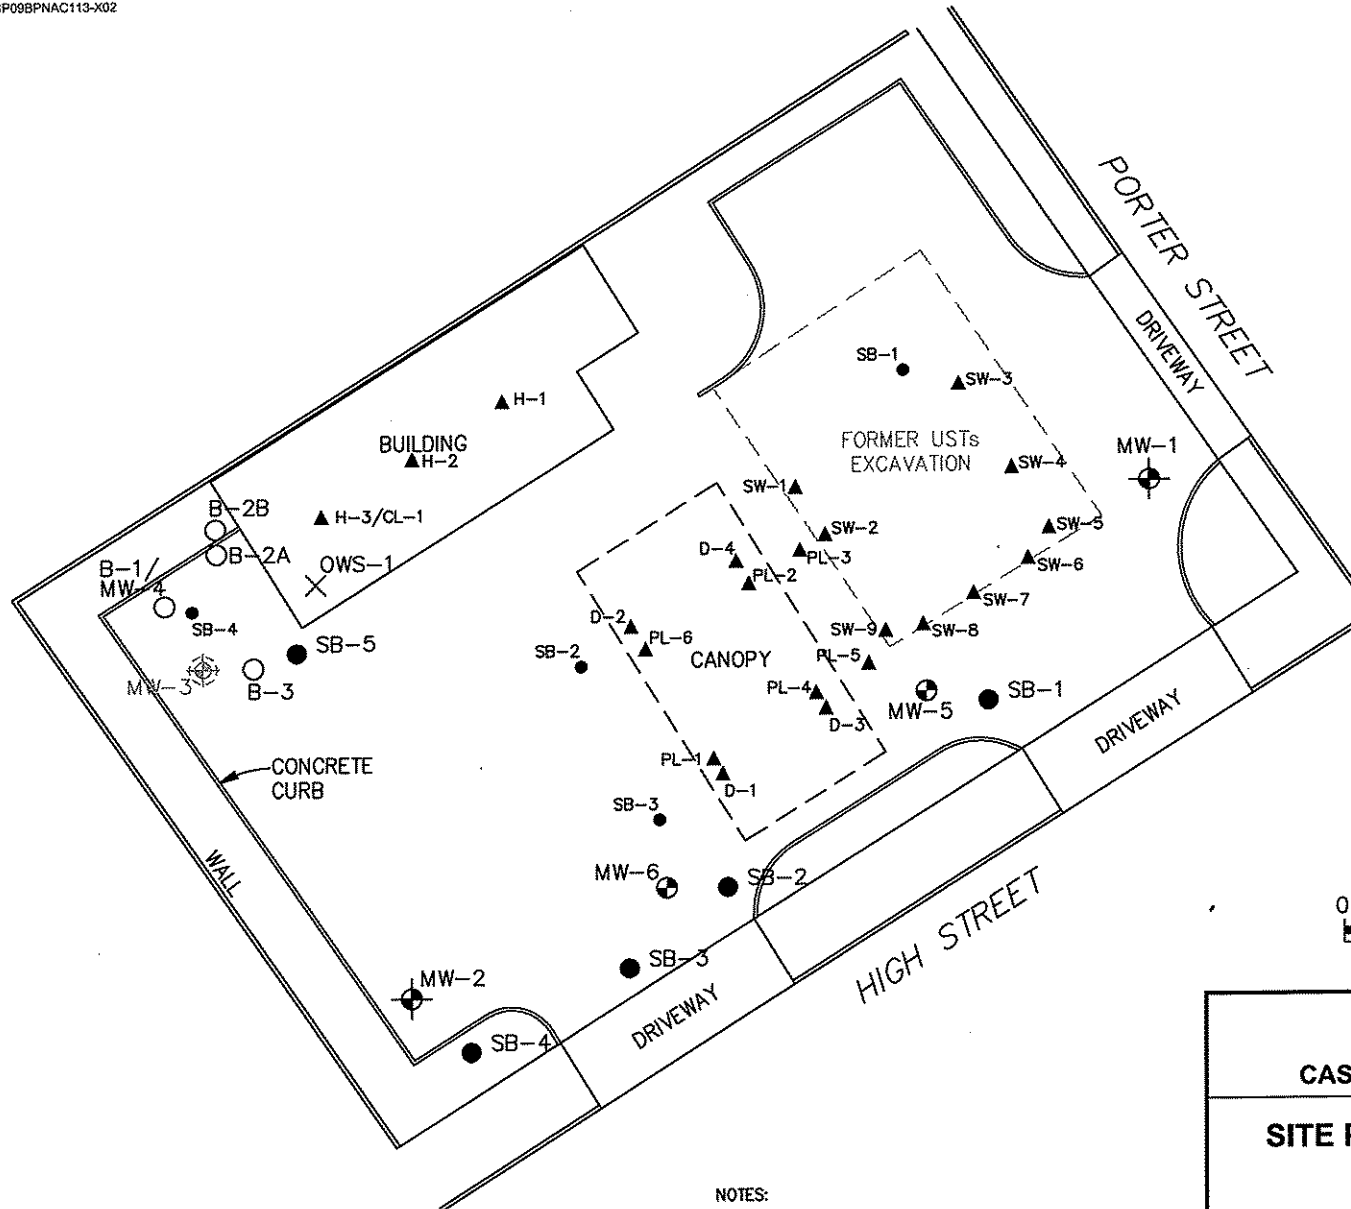 P09BPNAC113-X02
PORTER STREET
DRIVEWAY
SB-1
SW-3
H-1
FORMER USTs
EXCAVATION
BUILDING
H-2
MW-1
SW-4
SW-1
B-2B
H-3/CL-1
SW-2
SW-5
PL-3
D-4
B-2A
OWS-1
SW-6
B-1/
MW-4
PL-2
SW-7
SB-4
D-2
SW-9
SW-8
PL-6
SB-5
SB-2
CANOPY
PL-5
MW-3
B-3
PL-4
MW-5
SB-1
D-3
DRIVEWAY
PL-1
CONCRETE
CURB
D-1
SB-3
WALL
MW-6
SB-2
HIGH STREET
0
SB-3
MW-2
DRIVEWAY
SB-4
CAS
SITE
NOTES: